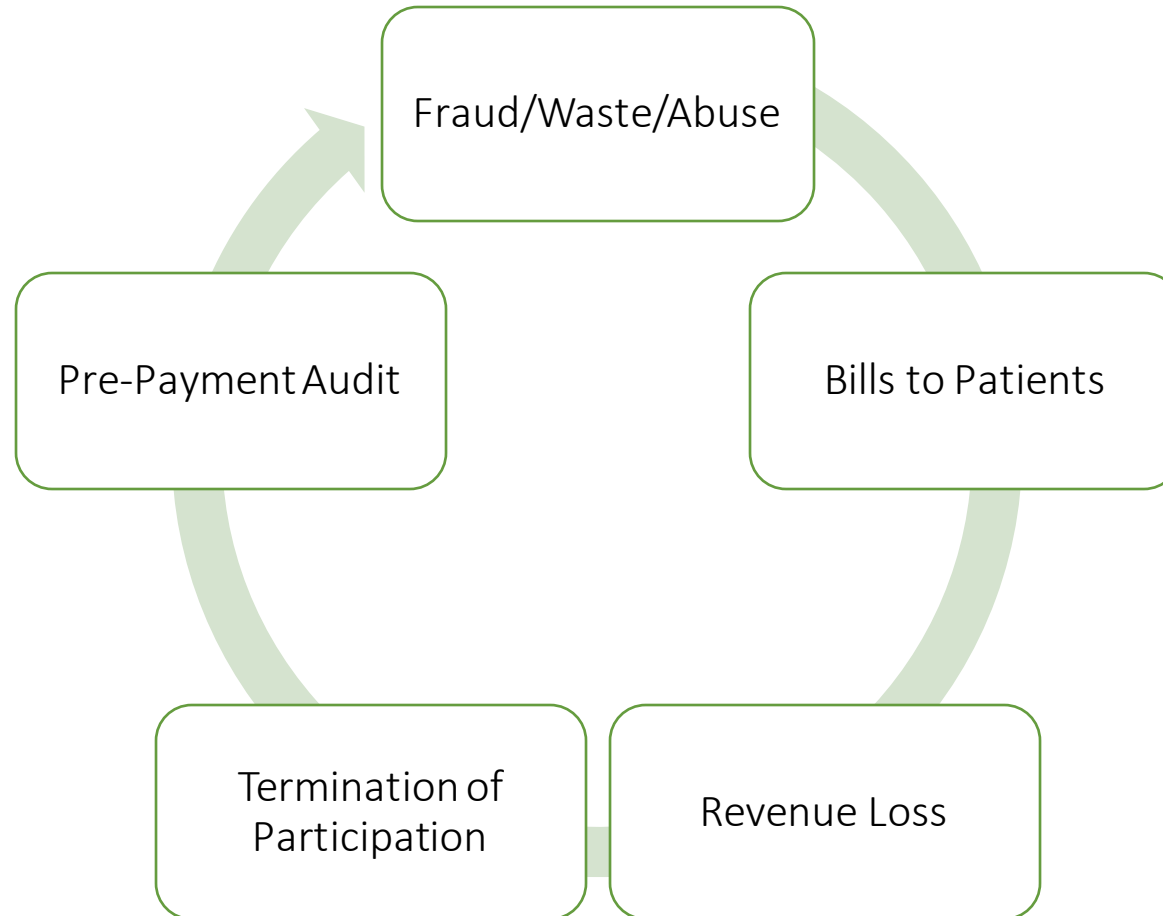 Fraud/Waste/Abuse
Bills to Patients
Revenue Loss
Termination of
Participation
Pre-Payment Audit